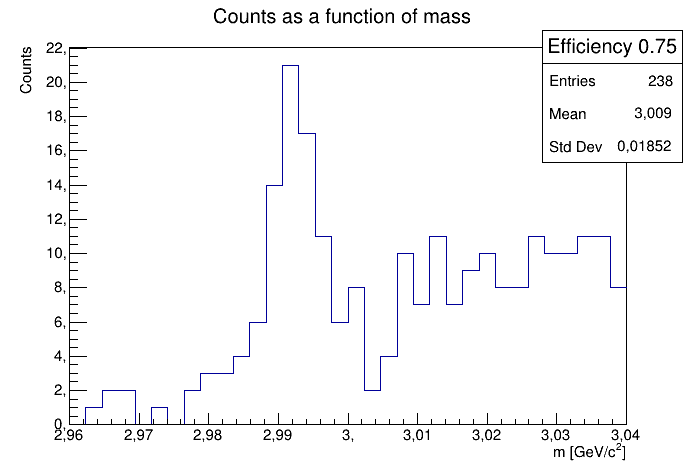 Counts as a function of mass
Counts
22,
20,
18,
16,
14,
12,
10,
8,
6,
4,
2,
0,
2,96 2,97 2,98 2,99 3, 3,01 3,02 3,03 3,04
m [GeV/c²]
Efficiency 0.75
Entries 238
Mean 3,009
Std Dev 0,01852